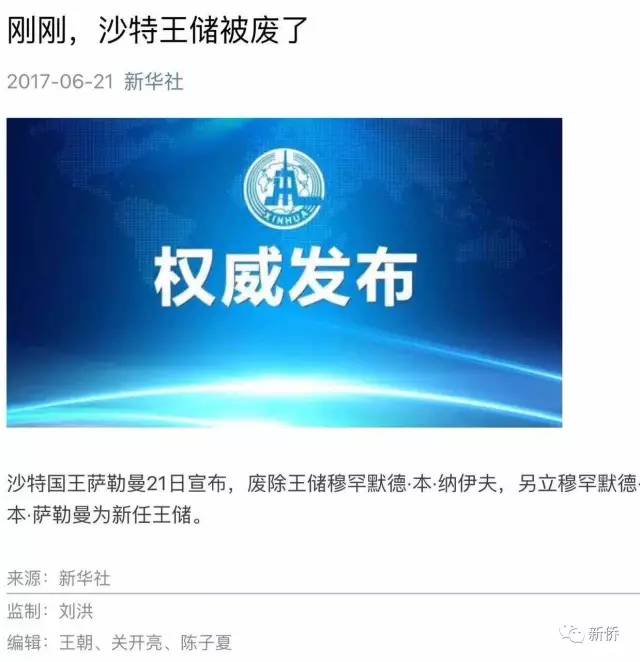 刚刚，沙特王储被废了
2017-06-21 新华社
XINHUA
权威发布
沙特国王萨勒曼21日宣布，废除王储穆罕默德·本·纳伊夫，另立穆罕默德·
本·萨勒曼为新任王储。
来源：新华社
监制：刘洪
编辑：王朝、关开亮、陈子夏
新侨